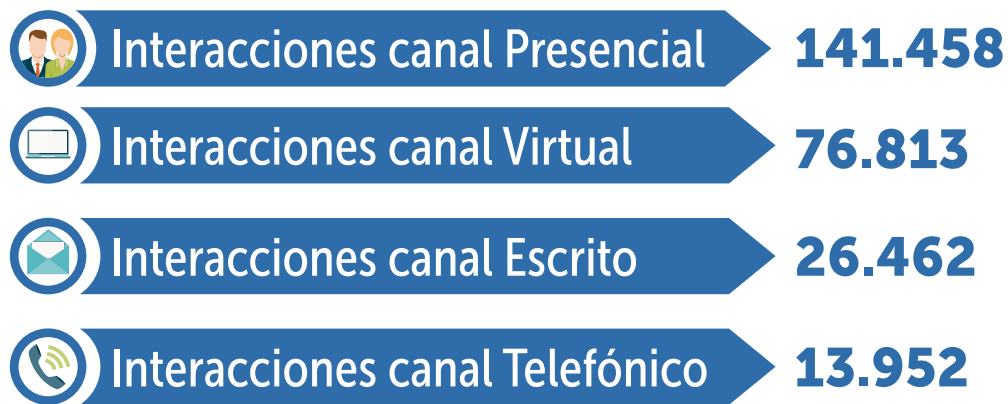 Interacciones canal Presencial 141.458
Interacciones canal Virtual 76.813
Interacciones canal Escrito 26.462
Interacciones canal Telefónico 13.952